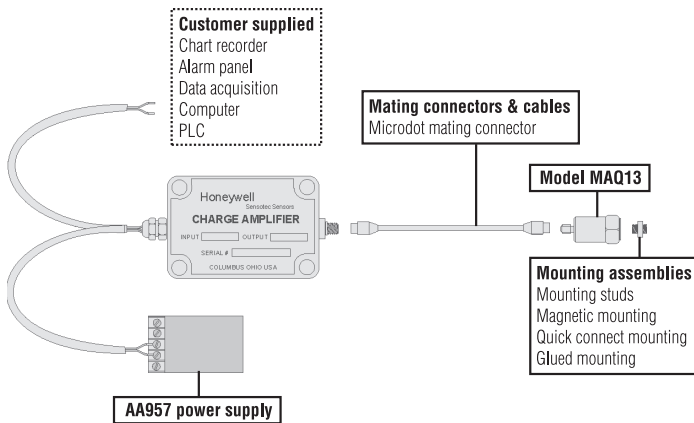 Customer supplied
Chart recorder
Alarm panel
Data acquisition
Computer
PLC
Mating connectors & cables
Microdot mating connector
Model MAQ13
Honeywell
Sensotec Sensors
CHARGE AMPLIFIER
INPUT OUTPUT
SERIAL #
COLUMBUS OHIO USA
Mounting assemblies
Mounting studs
Magnetic mounting
Quick connect mounting
Glued mounting
AA957 power supply